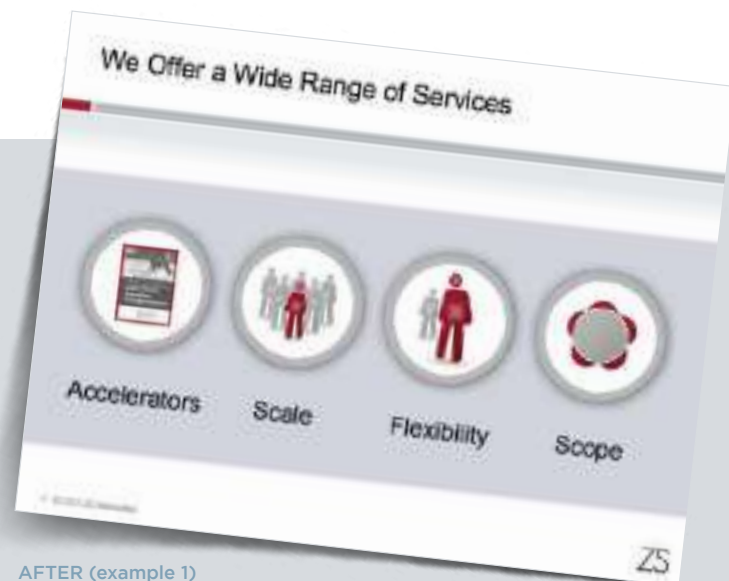 We Offer a Wide Range of Services
Accelerators
Scale
Flexibility
Scope
ZS
AFTER (example 1)